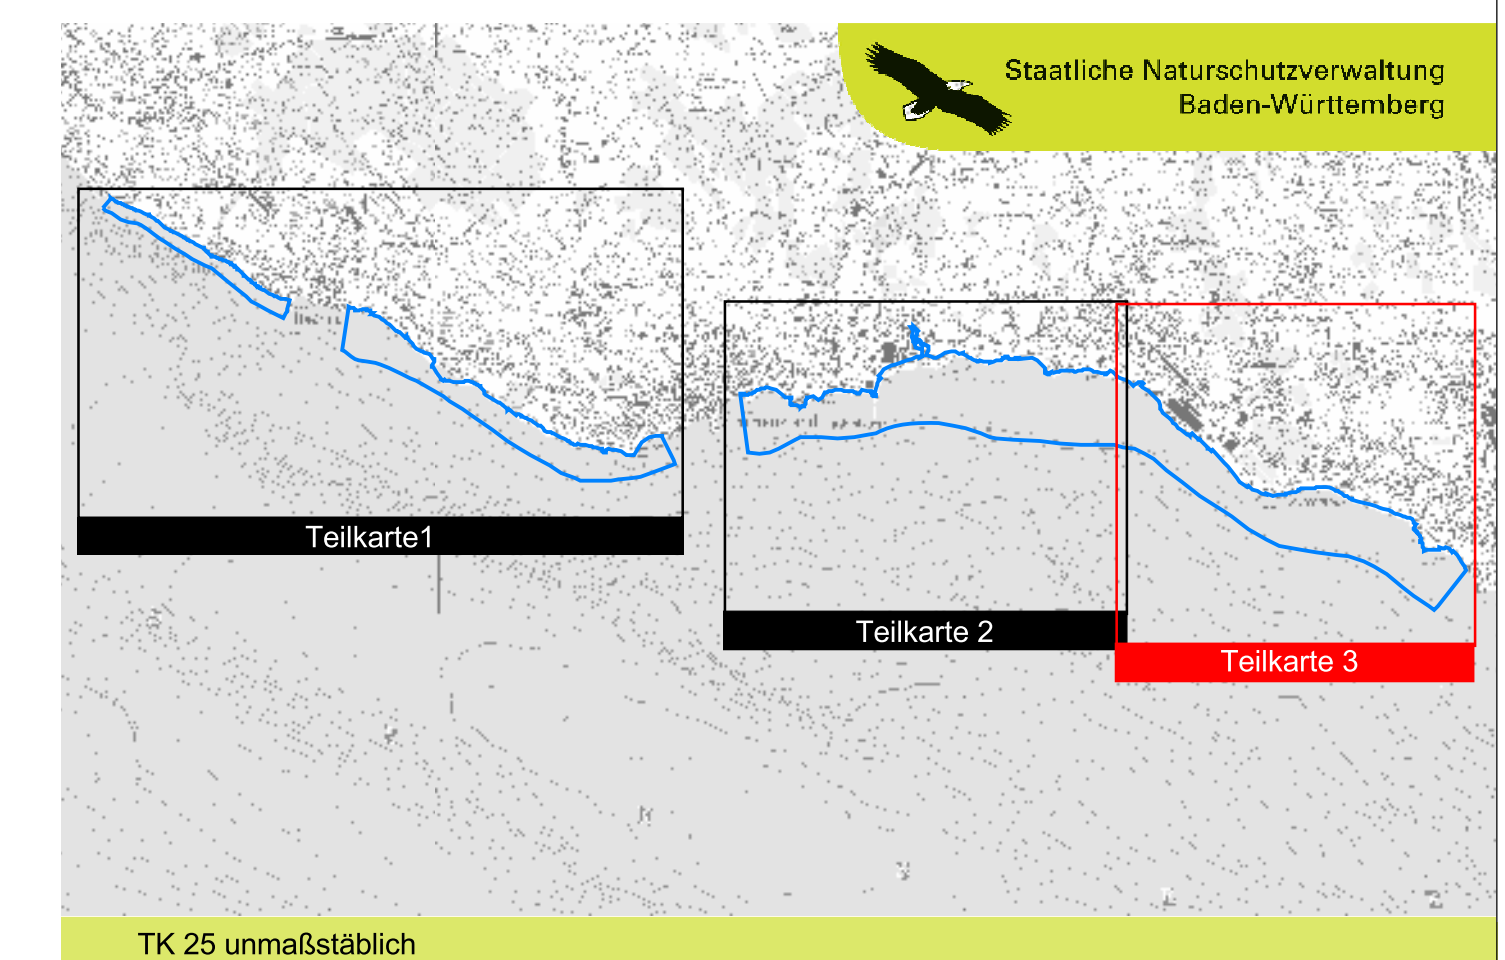 Staatliche Naturschutzverwaltung
Baden-Württemberg
Teilkarte1
Teilkarte 2
Teilkarte 3
TK 25 unmaßstäblich